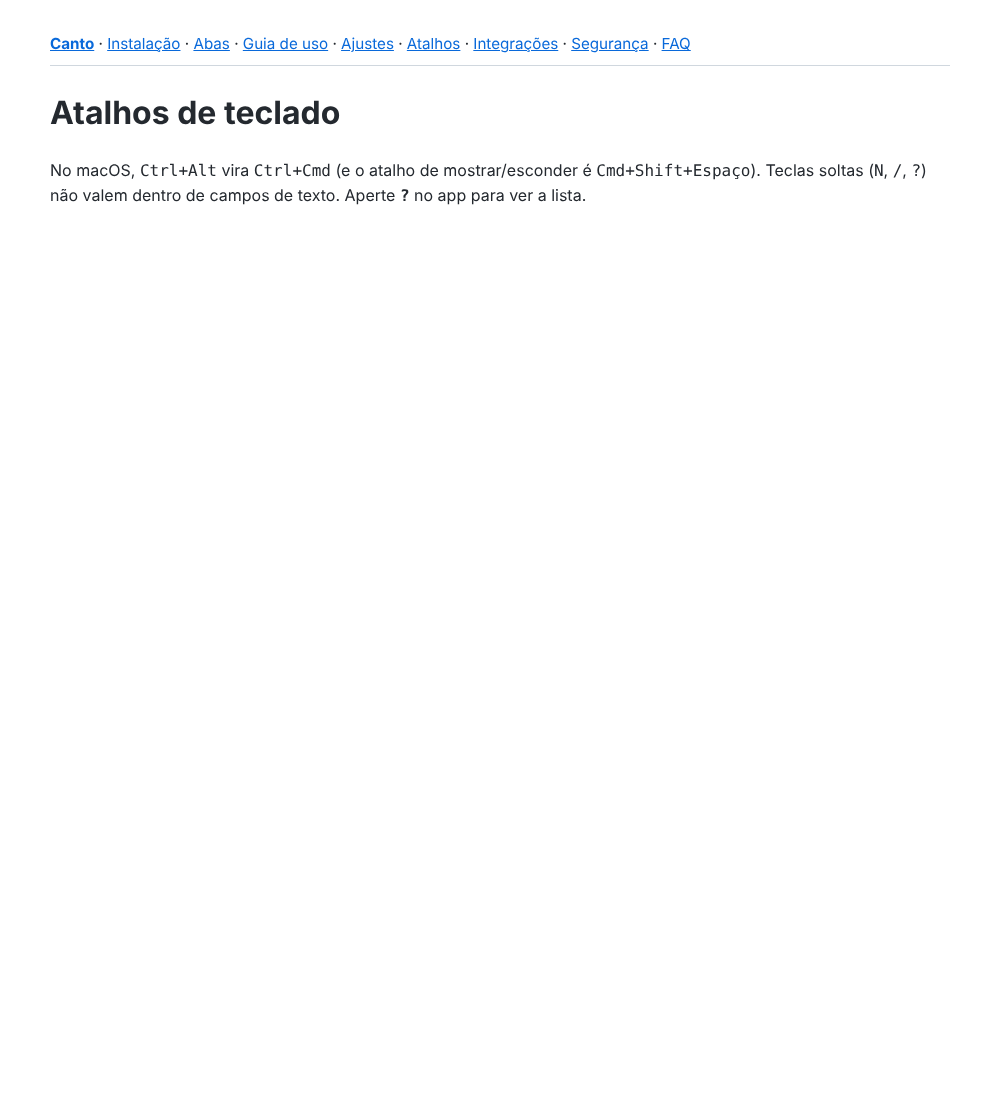 Canto · Instalação · Abas · Guia de uso · Ajustes · Atalhos · Integrações · Segurança · FAQ
Atalhos de teclado
No macOS, Ctrl+Alt vira Ctrl+Cmd (e o atalho de mostrar/esconder é Cmd+Shift+Espaço). Teclas soltas (N, /, ?)
não valem dentro de campos de texto. Aperte ? no app para ver a lista.